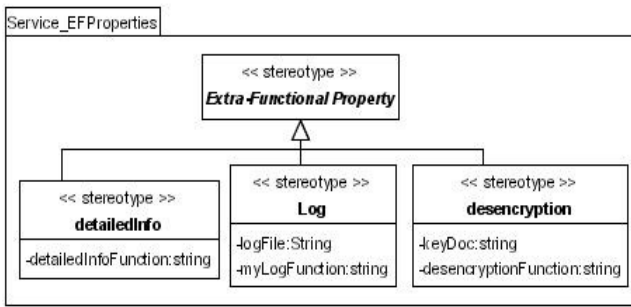 Service_EFProperties
<< stereotype >>
Extra-Functional Property
<< stereotype >>
detailedInfo
-detailedInfoFunction:string
<< stereotype >>
Log
-logFile:String
-myLogFunction:string
<< stereotype >>
desencryption
-keyDoc:string
-desencryptionFunction:string